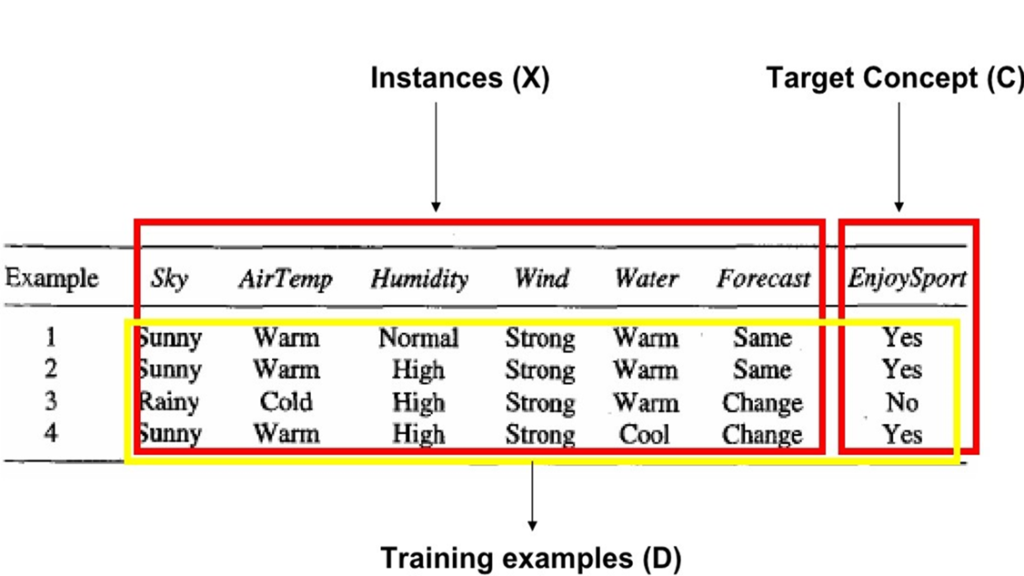 Instances (X) Target Concept (C)
Example Sky AirTemp Humidity Wind Water Forecast EnjoySport
1 Sunny Warm Normal Strong Warm Same Yes
2 Sunny Warm High Strong Warm Same Yes
3 Rainy Cold High Strong Warm Change No
4 Sunny Warm High Strong Cool Change Yes
Training examples (D)